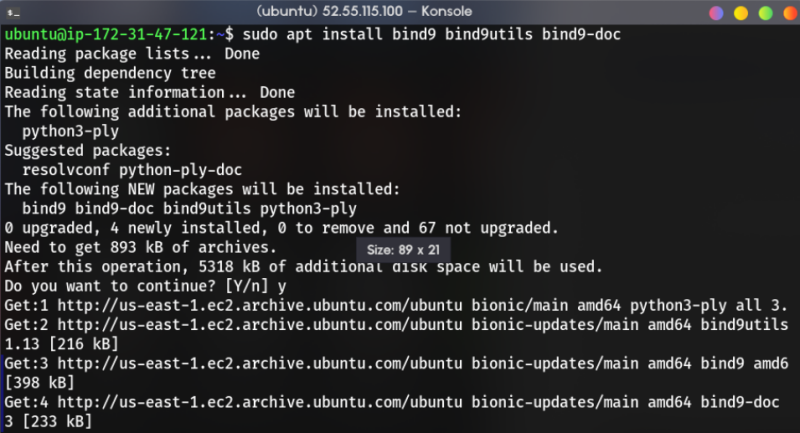 (ubuntu) 52.55.115.100 — Konsole
ubuntu@ip-172-31-47-121:~$ sudo apt install bind9 bind9utils bind9-doc
Reading package lists... Done
Building dependency tree
Reading state information... Done
The following additional packages will be installed:
  python3-ply
Suggested packages:
  resolvconf python-ply-doc
The following NEW packages will be installed:
  bind9 bind9-doc bind9utils python3-ply
0 upgraded, 4 newly installed, 0 to remove and 67 not upgraded.
Need to get 893 kB of archives.
Size: 89 x 21
After this operation, 5318 kB of additional disk space will be used.
Do you want to continue? [Y/n] y
Get:1 http://us-east-1.ec2.archive.ubuntu.com/ubuntu bionic/main amd64 python3-ply all 3.
Get:2 http://us-east-1.ec2.archive.ubuntu.com/ubuntu bionic-updates/main amd64 bind9utils
1.13 [216 kB]
Get:3 http://us-east-1.ec2.archive.ubuntu.com/ubuntu bionic-updates/main amd64 bind9 amd6
[398 kB]
Get:4 http://us-east-1.ec2.archive.ubuntu.com/ubuntu bionic-updates/main amd64 bind9-doc
3 [233 kB]